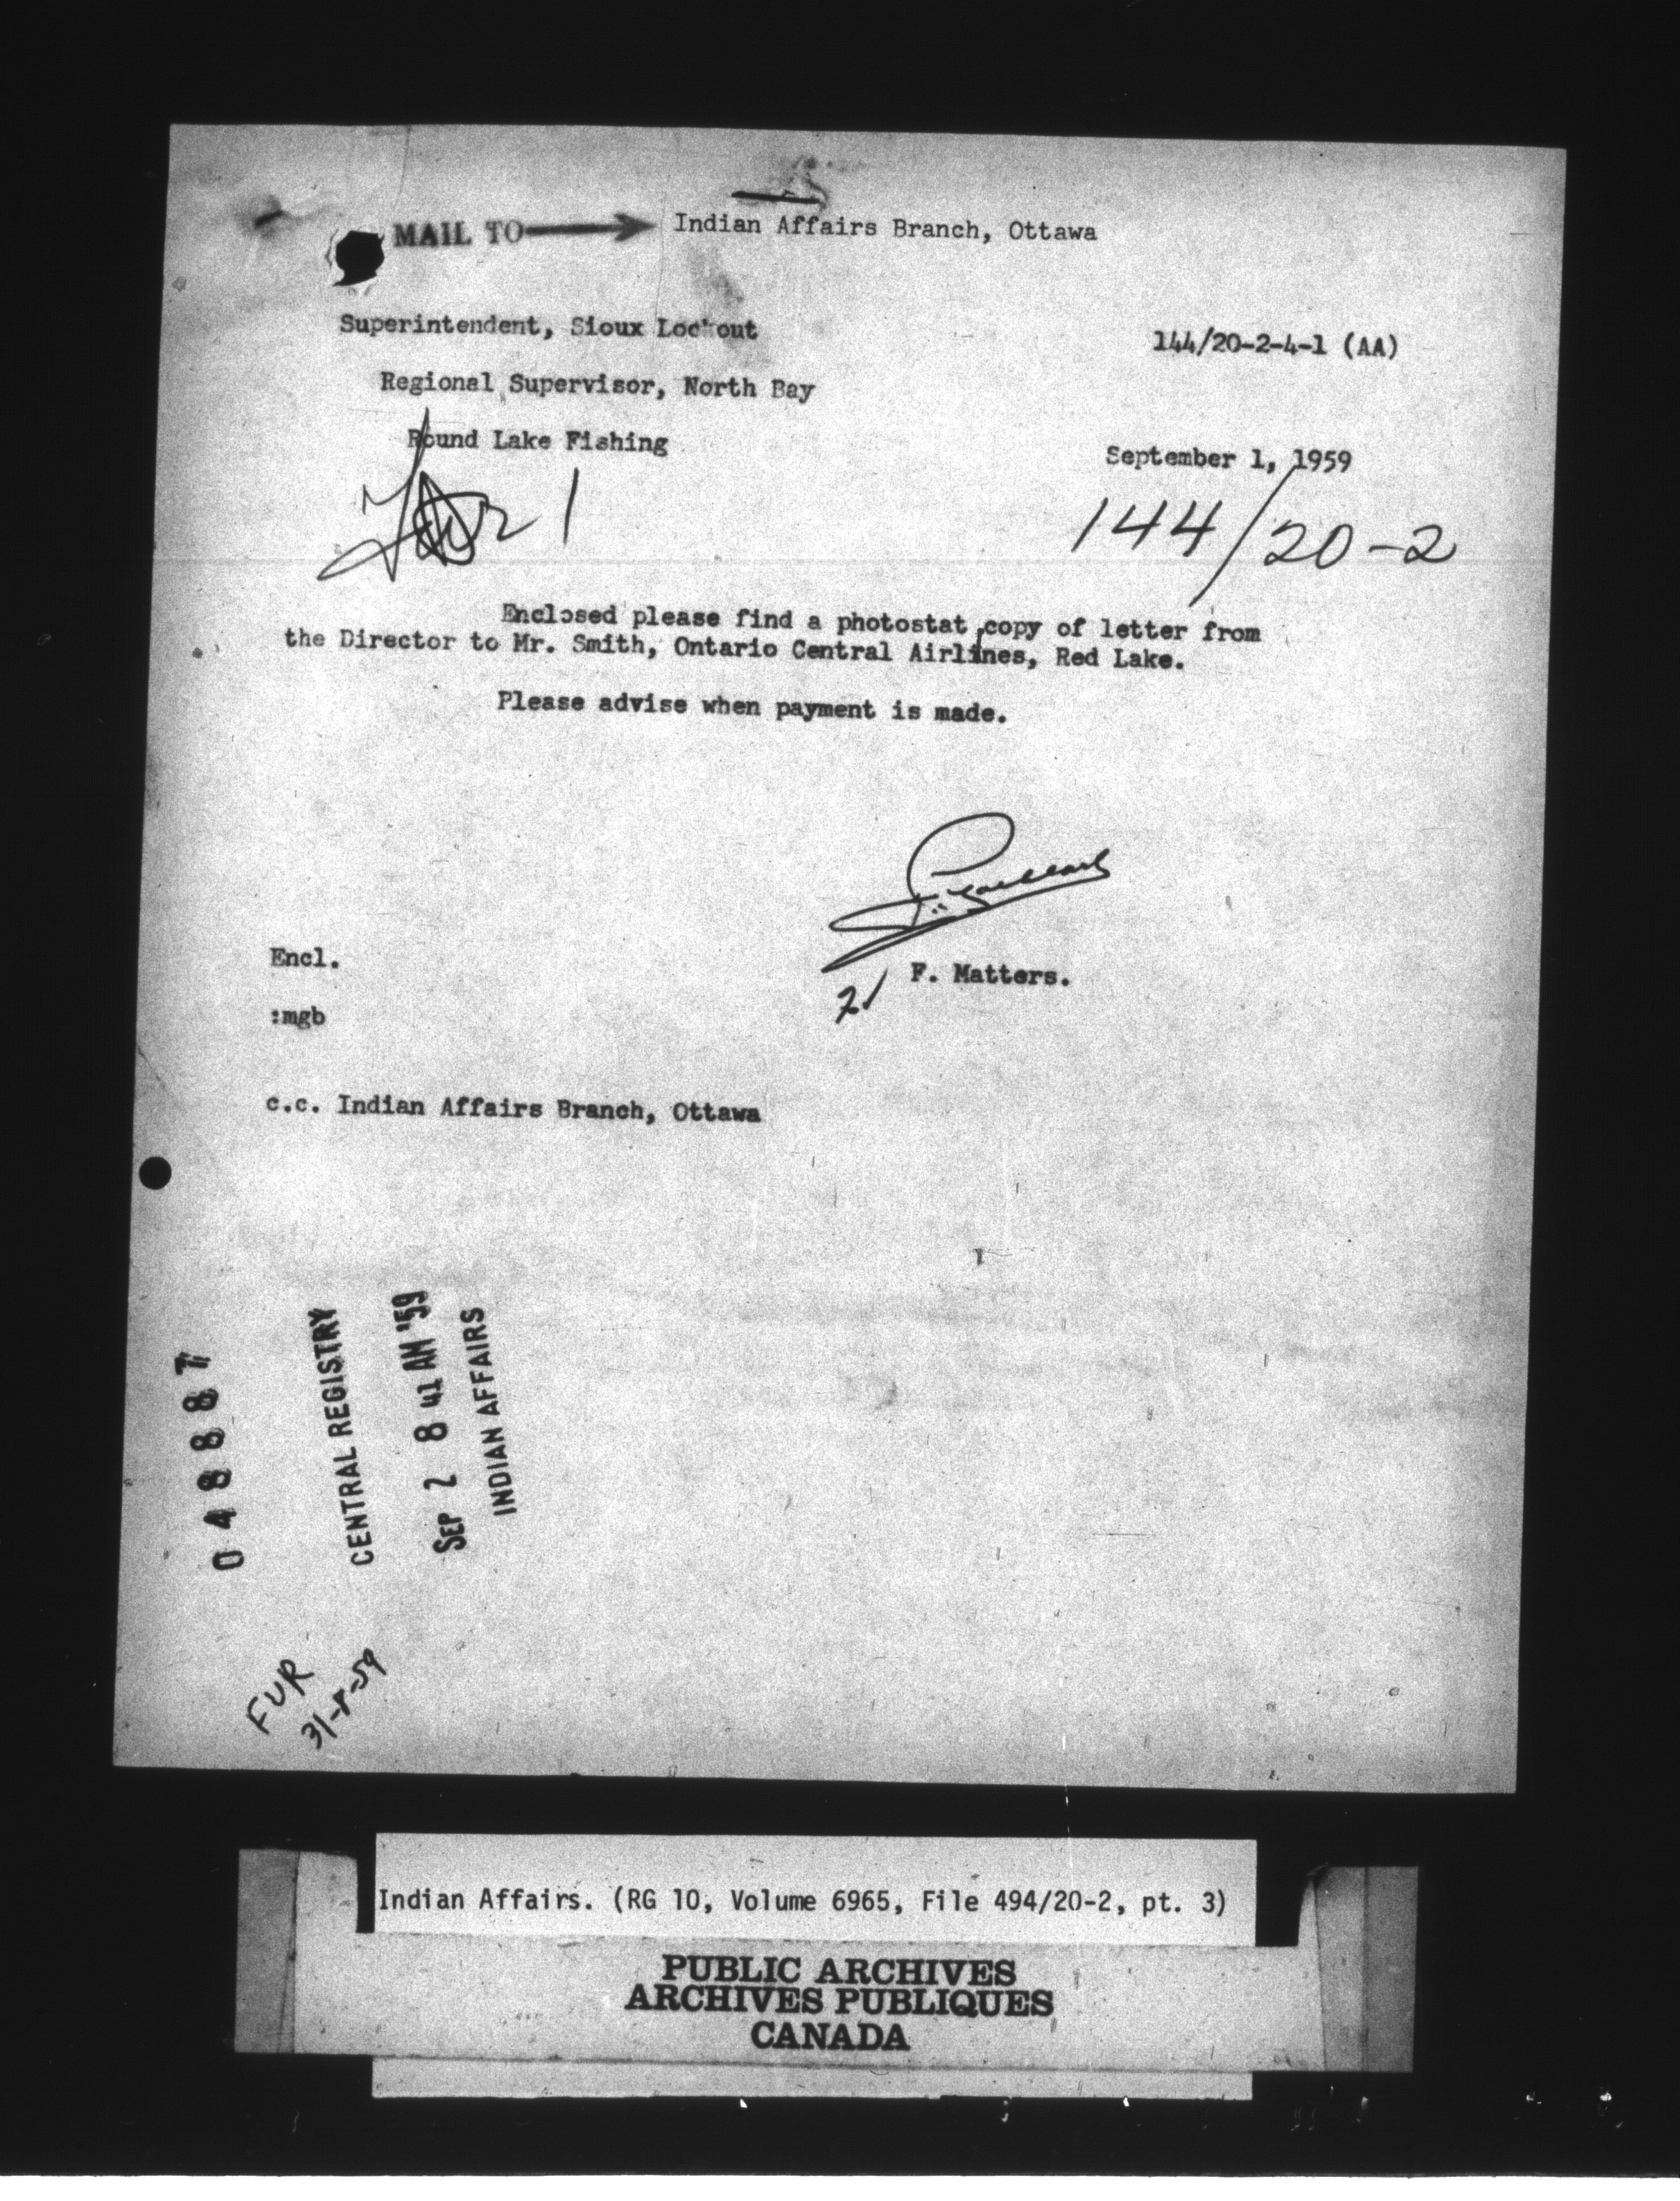 MAIL TO Indian Affairs Branch, Ottawa
Superintendent, Sioux Lookout
144/20-2-4-1 (AA)
Regional Supervisor, North Bay
Round Lake Fishing
September 1, 1959
144/20-2
Enclosed please find a photostat copy of letter from
the Director to Mr. Smith, Ontario Central Airlines, Red Lake.
Please advise when payment is made.
Encl.
F. Matters.
:mgb
c.c. Indian Affairs Branch, Ottawa
048887
CENTRAL REGISTRY
SEP 2 8 41 AM '59
INDIAN AFFAIRS
FUR
31-8-59
Indian Affairs. (RG 10, Volume 6965, File 494/20-2, pt. 3)
PUBLIC ARCHIVES
ARCHIVES PUBLIQUES
CANADA